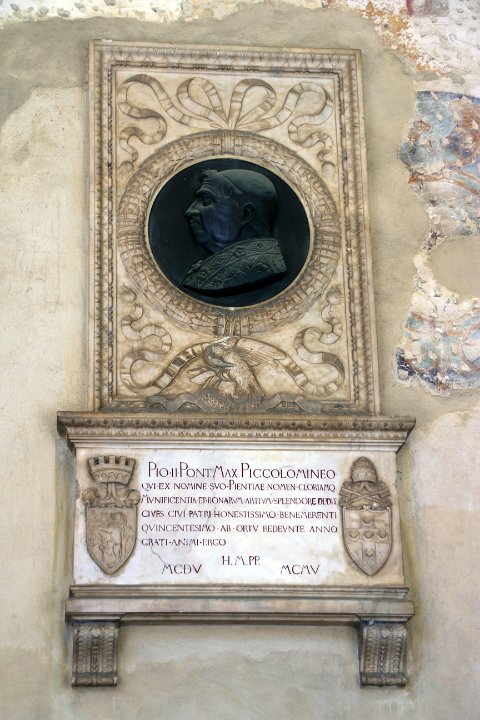 PIO·II·PONT·MAX·PICCOLOMINEO
QVI·EX·NOMINE·SVO·PIENTIAE·NOMEN·GLORIAMQ
MVNIFICENTIA·ET·BONARVM·ARTIVM·SPLENDORE·DEDIT
CIVES·CIVI·PATRI·HONESTISSIMO·BENEMERENTI
QVINCENTESIMO·AB·ORTV·REDEVNTE·ANNO
GRATI·ANIMI·ERGO
H.M.PP.
MCDV MCMV